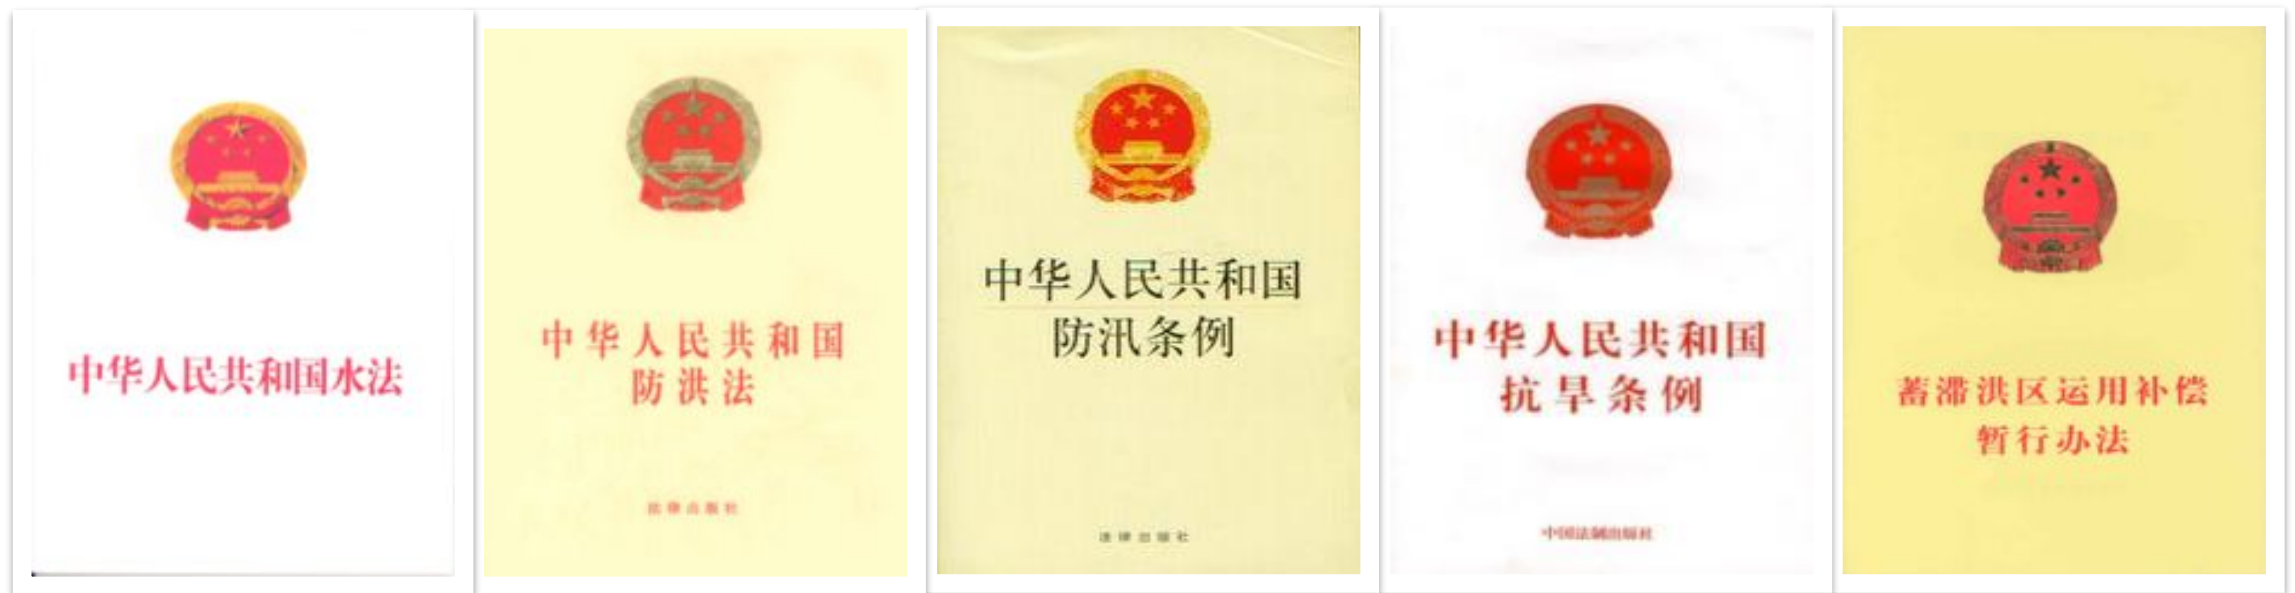 中华人民共和国水法
中华人民共和国
防洪法
法律出版社
中华人民共和国
防汛条例
法律出版社
中华人民共和国
抗旱条例
中国法制出版社
蓄滞洪区运用补偿
暂行办法